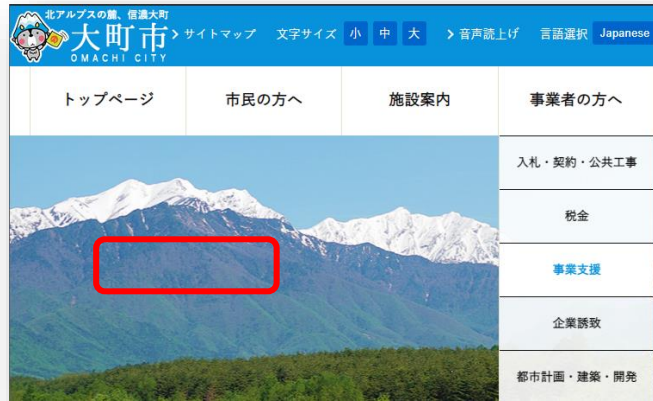 北アルプスの麓、信濃大町
大町市
OMACHI CITY
サイトマップ 文字サイズ 小 中 大 音声読上げ 言語選択 Japanese
トップページ 市民の方へ 施設案内 事業者の方へ
入札・契約・公共工事
税金
事業支援
企業誘致
都市計画・建築・開発